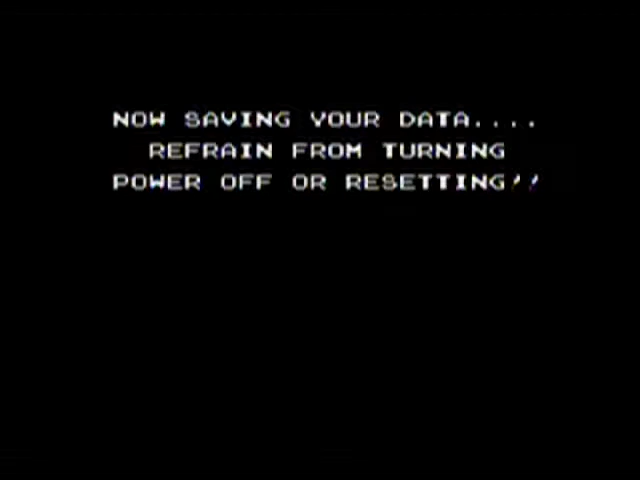 NOW SAVING YOUR DATA....
REFRAIN FROM TURNING
POWER OFF OR RESETTING!!